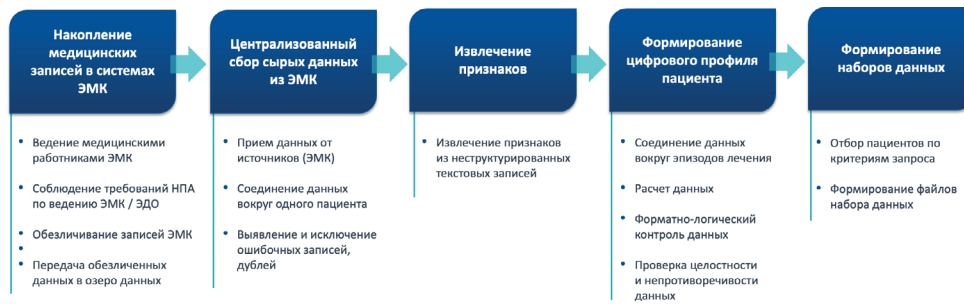 Накопление
медицинских
записей в системах
ЭМК
Централизованный
сбор сырых данных
из ЭМК
Извлечение
признаков
Формирование
цифрового профиля
пациента
Формирование
наборов данных
• Ведение медицинскими
работниками ЭМК
• Соблюдение требований НПА
по ведению ЭМК / ЭДО
• Обезличивание записей ЭМК
•
• Передача обезличенных
данных в озеро данных
• Прием данных от
источников (ЭМК)
• Соединение данных
вокруг одного пациента
• Выявление и исключение
ошибочных записей,
дублей
• Извлечение признаков
из неструктурированных
текстовых записей
• Соединение данных
вокруг эпизодов лечения
• Расчет данных
• Форматно-логический
контроль данных
• Проверка целостности
и непротиворечивости
данных
• Отбор пациентов по
критериям запроса
• Формирование файлов
набора данных